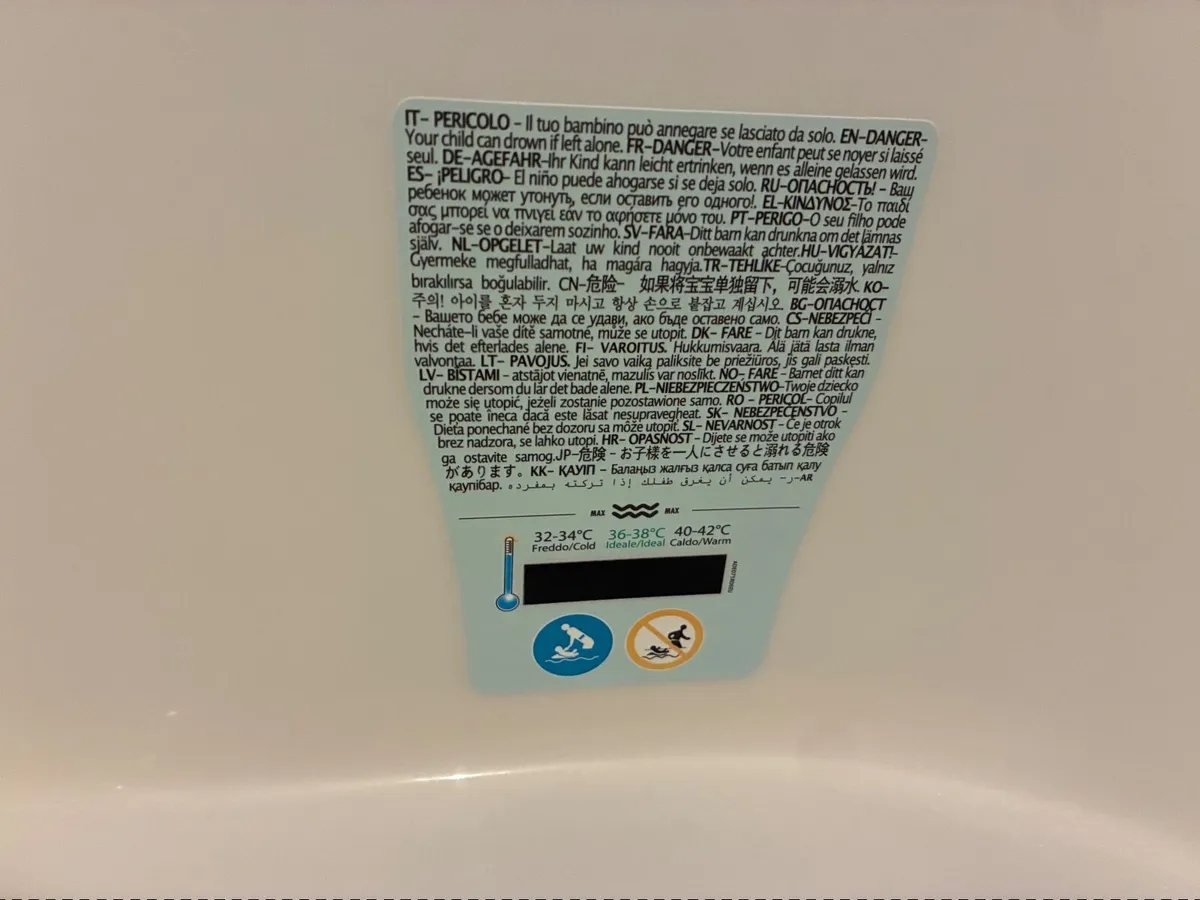 IT- PERICOLO - Il tuo bambino può annegare se lasciato da solo. EN-DANGER-
Your child can drown if left alone. FR-DANGER-Votre enfant peut se noyer si laissé
seul. DE-AGEFAHR-Ihr Kind kann leicht ertrinken, wenn es alleine gelassen wird.
ES- ¡PELIGRO- El niño puede ahogarse si se deja solo. RU-ОПАСНОСТЬ! - Ваш
ребенок может утонуть, если оставить его одного!. EL-ΚΙΝΔΥΝΟΣ-Το παιδί
σας μπορεί να πνιγεί εάν το αφήσετε μόνο του. PT-PERIGO-O seu filho pode
afogar-se se o deixarem sozinho. SV-FARA-Ditt barn kan drunkna om det lämnas
själv. NL-OPGELET-Laat uw kind nooit onbewaakt achter.HU-VIGYÁZAT!-
Gyermeke megfulladhat, ha magára hagyja.TR-TEHLİKE-Çocuğunuz, yalnız
bırakılırsa boğulabilir. CN-危险- 如果将宝宝单独留下，可能会溺水. KO-
주의! 아이를 혼자 두지 마시고 항상 손으로 붙잡고 계십시오. BG-ОПАСНОСТ
- Вашето бебе може да се удави, ако бъде оставено само. CS-NEBEZPEČÍ -
Necháte-li vaše dítě samotné, může se utopit. DK- FARE - Dit barn kan drukne,
hvis det efterlades alene. FI- VAROITUS. Hukkumisvaara. Älä jätä lasta ilman
valvontaa. LT- PAVOJUS. Jei savo vaiką paliksite be priežiūros, jis gali paskęsti.
LV- BĪSTAMI - atstājot vienatnē, mazulis var noslīkt. NO- FARE - Barnet ditt kan
drukne dersom du lar det bade alene. PL-NIEBEZPIECZEŃSTWO-Twoje dziecko
może się utopić, jeżeli zostanie pozostawione samo. RO - PERICOL- Copilul
se poate îneca dacă este lăsat nesupravegheat. SK- NEBEZPEČENSTVO -
Dieťa ponechané bez dozoru sa môže utopiť. SL- NEVARNOST - Če je otrok
brez nadzora, se lahko utopi. HR- OPASNOST - Dijete se može utopiti ako
ga ostavite samog.JP-危険 - お子様を一人にさせると溺れる危険
があります。KK- ҚАУІП - Балаңыз жалғыз қалса суға батып қалу
қаупібар. ر- يمكن أن يغرق طفلك إذا تركته بمفرده-AR
MAX MAX
32-34°C 36-38°C 40-42°C
Freddo/Cold Ideale/Ideal Caldo/Warm